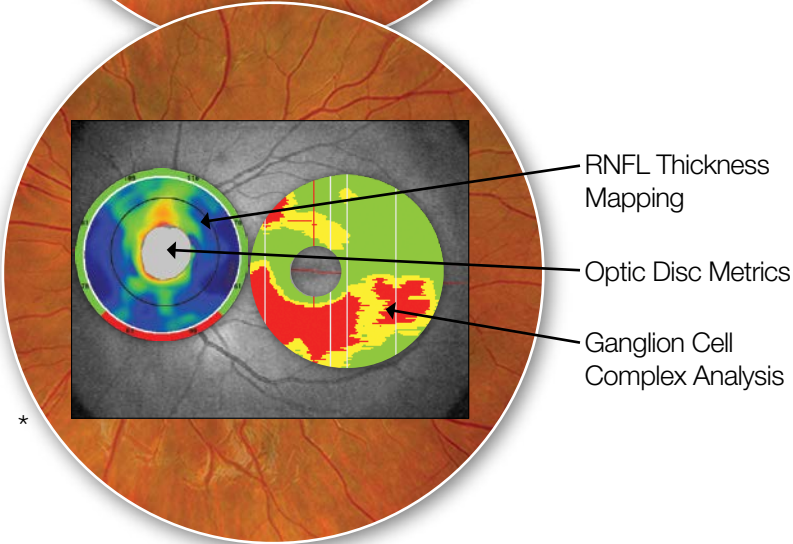 RNFL Thickness
Mapping
Optic Disc Metrics
Ganglion Cell
Complex Analysis
*